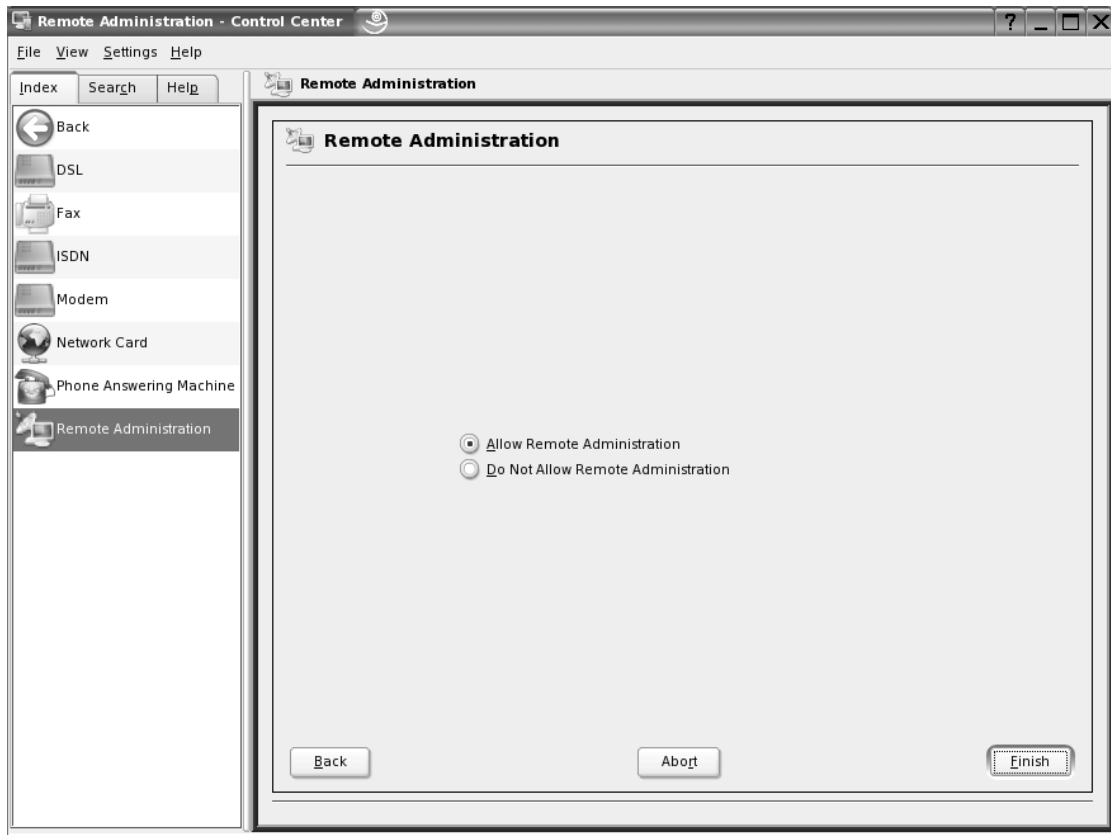 Remote Administration - Control Center
File View Settings Help
Index Search Help
Back
DSL
Fax
ISDN
Modem
Network Card
Phone Answering Machine
Remote Administration
Remote Administration
Remote Administration
Allow Remote Administration
Do Not Allow Remote Administration
Back Abort Finish